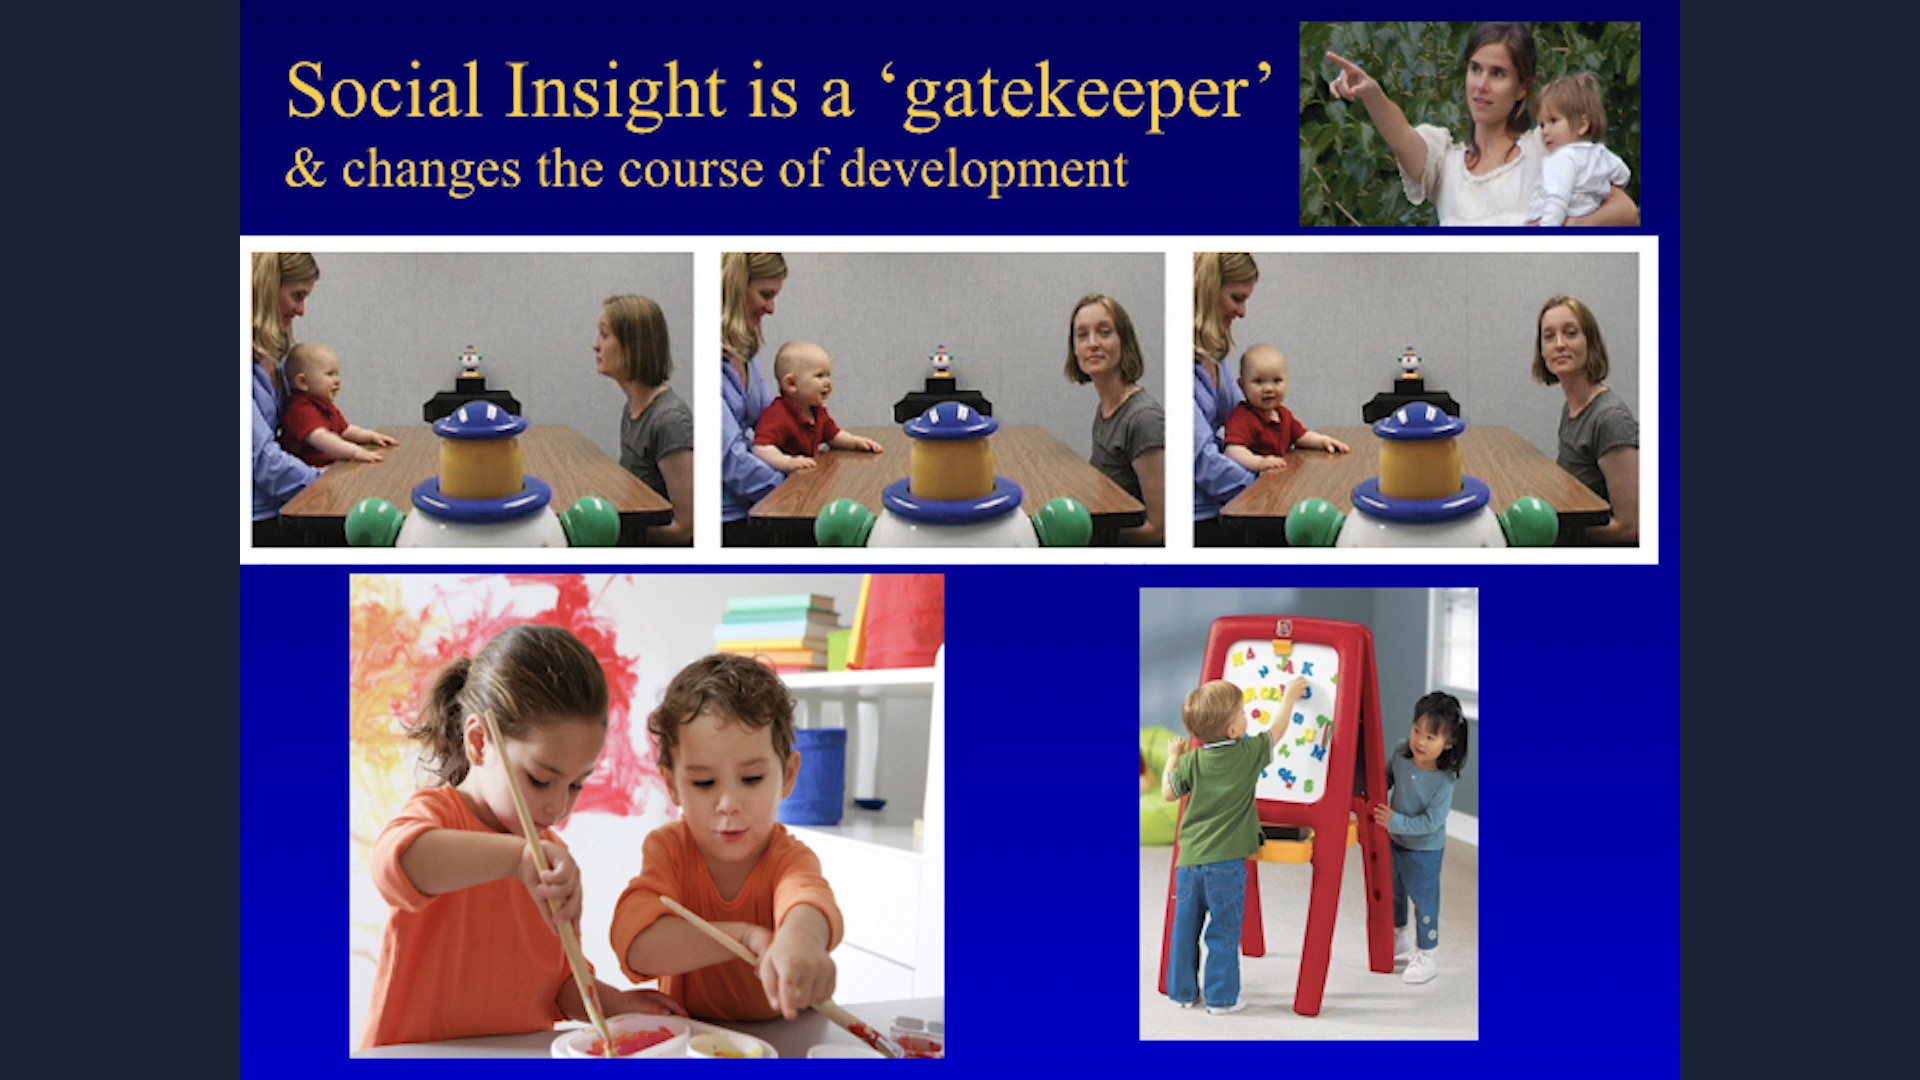 Social Insight is a ‘gatekeeper’
& changes the course of development